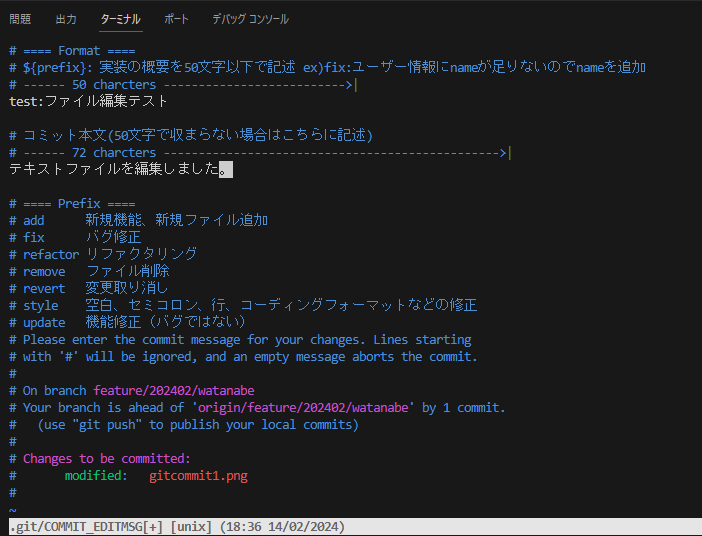 問題 出力 ターミナル ポート デバッグ コンソール
# ==== Format ====
# ${prefix}: 実装の概要を50文字以下で記述 ex)fix:ユーザー情報にnameが足りないのでnameを追加
# ------ 50 charcters -------------------------->|
test:ファイル編集テスト
# コミット本文(50文字で収まらない場合はこちらに記述)
# ------ 72 charcters ------------------------------------------------>|
テキストファイルを編集しました。
# ==== Prefix ====
# add 新規機能、新規ファイル追加
# fix バグ修正
# refactor リファクタリング
# remove ファイル削除
# revert 変更取り消し
# style 空白、セミコロン、行、コーディングフォーマットなどの修正
# update 機能修正（バグではない）
# Please enter the commit message for your changes. Lines starting
# with '#' will be ignored, and an empty message aborts the commit.
#
# On branch feature/202402/watanabe
# Your branch is ahead of 'origin/feature/202402/watanabe' by 1 commit.
# (use "git push" to publish your local commits)
#
# Changes to be committed:
# modified: gitcommit1.png
#
~
.git/COMMIT_EDITMSG[+] [unix] (18:36 14/02/2024)